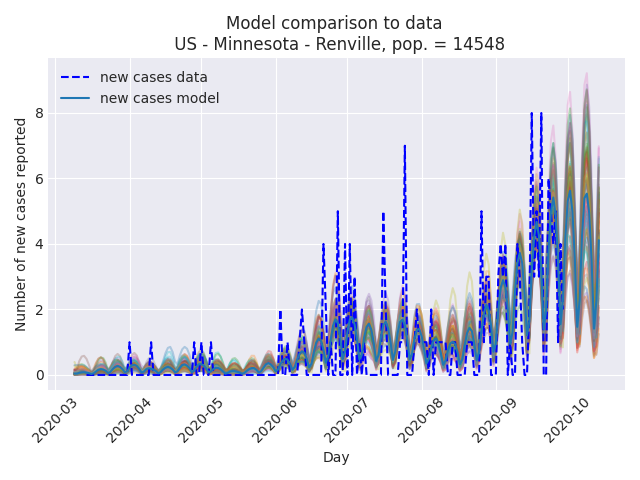 Model comparison to data
US - Minnesota - Renville, pop. = 14548
new cases data
new cases model
Number of new cases reported
8
6
4
2
0
2020-03
2020-04
2020-05
2020-06
2020-07
2020-08
2020-09
2020-10
Day